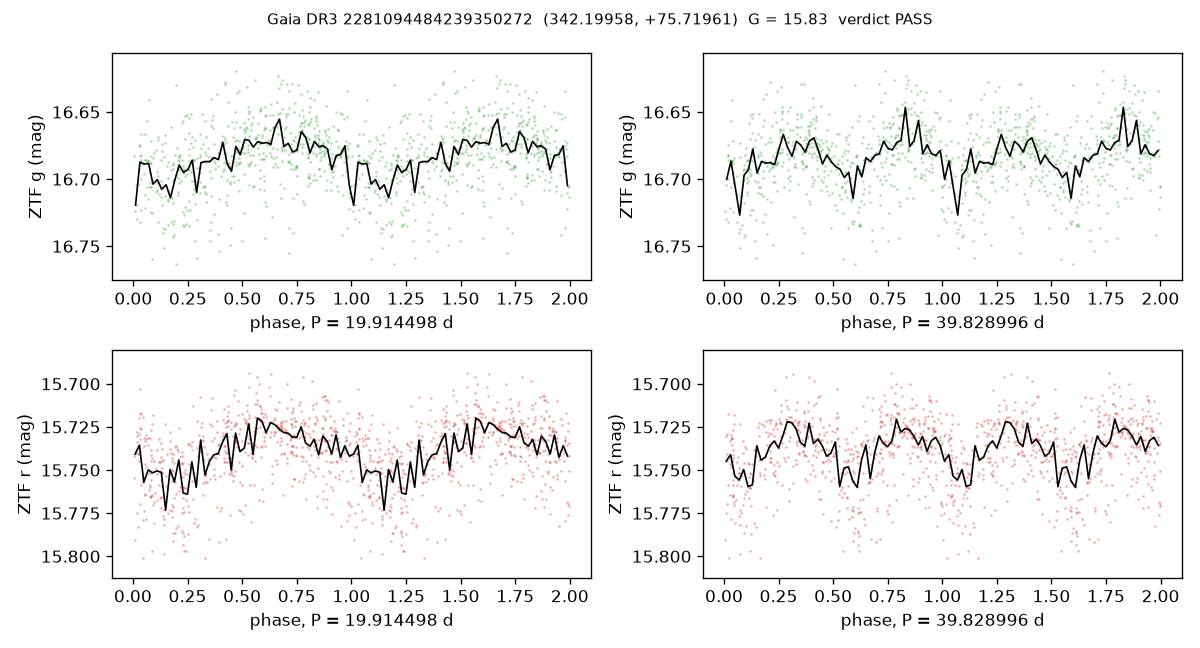 Gaia DR3 2281094484239350272  (342.19958, +75.71961)  G = 15.83  verdict PASS
ZTF g (mag)
16.65
16.70
16.75
0.00 0.25 0.50 0.75 1.00 1.25 1.50 1.75 2.00
phase, P = 19.914498 d
ZTF g (mag)
16.65
16.70
16.75
0.00 0.25 0.50 0.75 1.00 1.25 1.50 1.75 2.00
phase, P = 39.828996 d
ZTF r (mag)
15.700
15.725
15.750
15.775
15.800
0.00 0.25 0.50 0.75 1.00 1.25 1.50 1.75 2.00
phase, P = 19.914498 d
ZTF r (mag)
15.700
15.725
15.750
15.775
15.800
0.00 0.25 0.50 0.75 1.00 1.25 1.50 1.75 2.00
phase, P = 39.828996 d